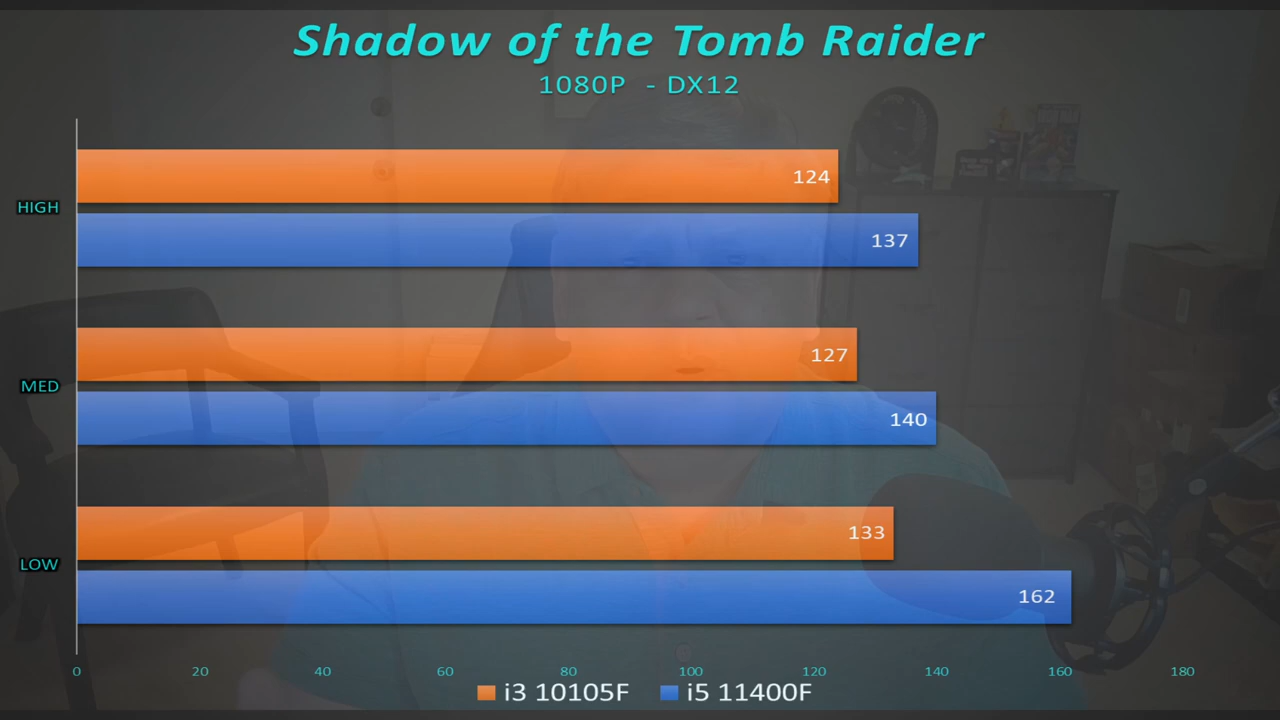 Shadow of the Tomb Raider
1080P - DX12
HIGH
124
137
MED
127
140
LOW
133
162
0 20 40 60 80 100 120 140 160 180
i3 10105F i5 11400F